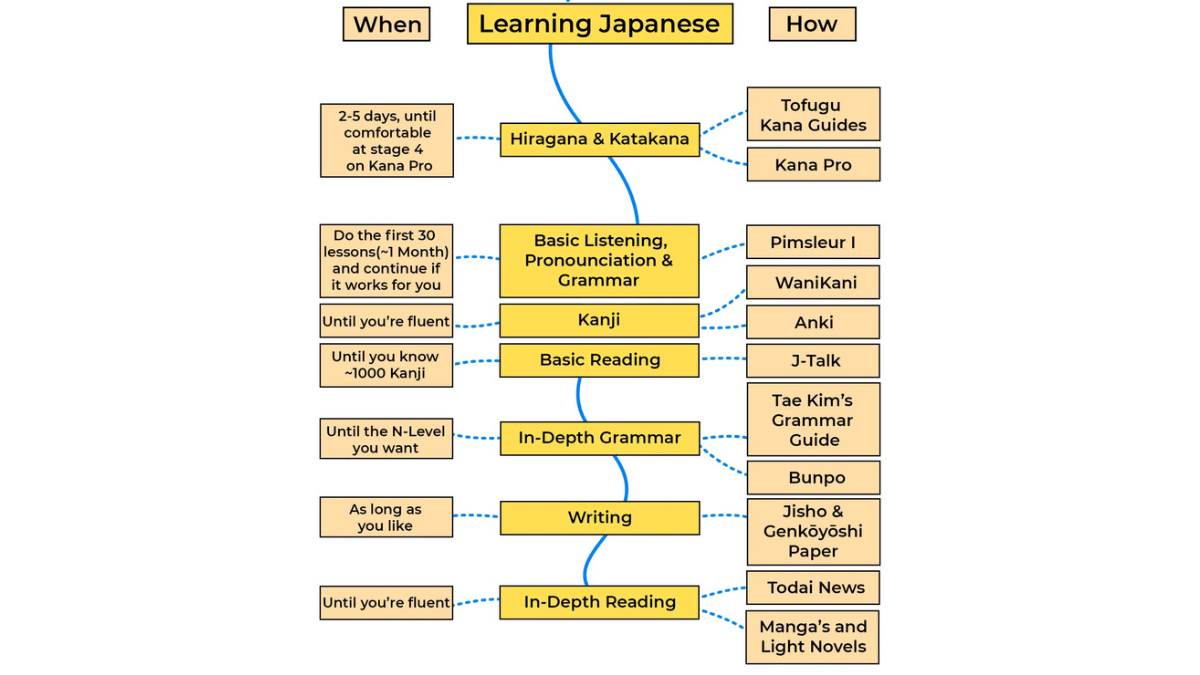 When
Learning Japanese
How
2-5 days, until
comfortable
at stage 4
on Kana Pro
Hiragana & Katakana
Tofugu
Kana Guides
Kana Pro
Do the first 30
lessons(~1 Month)
and continue if
it works for you
Basic Listening,
Pronounciation &
Grammar
Pimsleur I
WaniKani
Until you're fluent
Kanji
Anki
Until you know
~1000 Kanji
Basic Reading
J-Talk
Until the N-Level
you want
In-Depth Grammar
Tae Kim's
Grammar
Guide
Bunpo
As long as
you like
Writing
Jisho &
Genkōyōshi
Paper
Until you're fluent
In-Depth Reading
Todai News
Manga's and
Light Novels